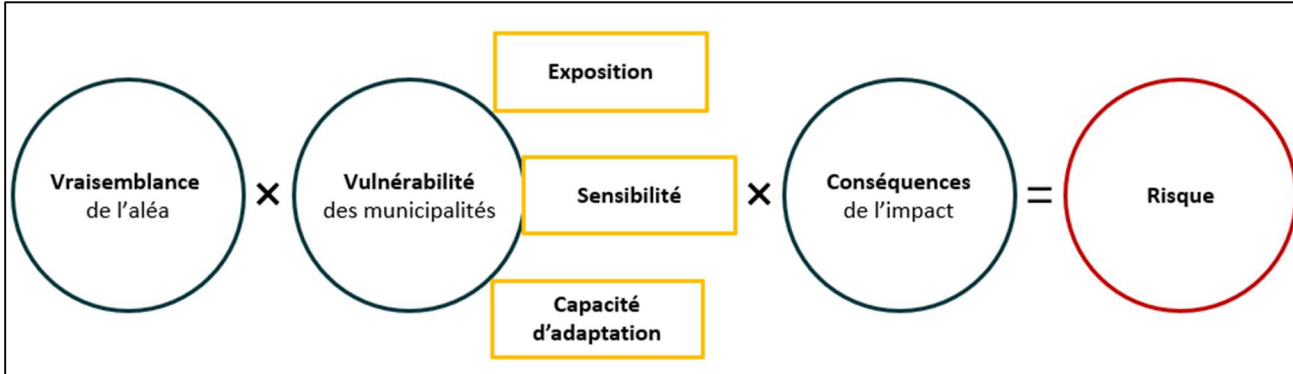 Exposition
Vraisemblance
de l'aléa
×
Vulnérabilité
des municipalités
Sensibilité
×
Conséquences
de l'impact
=
Risque
Capacité
d'adaptation